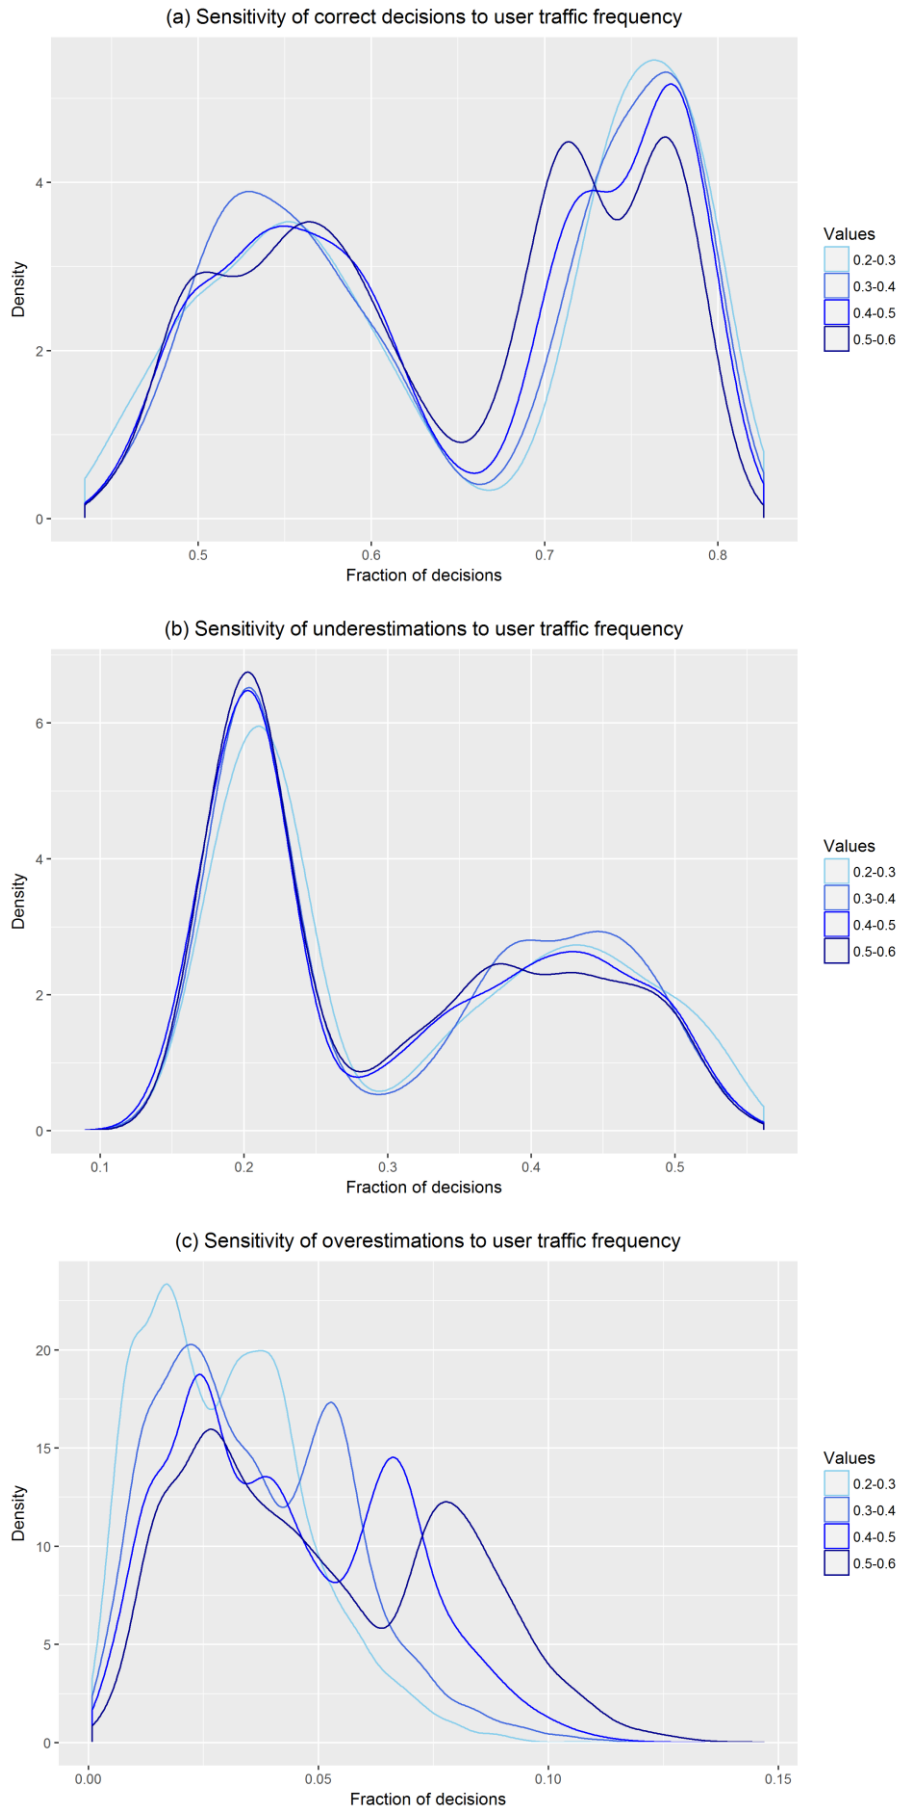 (a) Sensitivity of correct decisions to user traffic frequency
4
2
0
Density
0.5 0.6 0.7 0.8
Fraction of decisions
Values
0.2-0.3
0.3-0.4
0.4-0.5
0.5-0.6
(b) Sensitivity of underestimations to user traffic frequency
6
4
2
0
Density
0.1 0.2 0.3 0.4 0.5
Fraction of decisions
Values
0.2-0.3
0.3-0.4
0.4-0.5
0.5-0.6
(c) Sensitivity of overestimations to user traffic frequency
20
15
10
5
0
Density
0.00 0.05 0.10 0.15
Fraction of decisions
Values
0.2-0.3
0.3-0.4
0.4-0.5
0.5-0.6